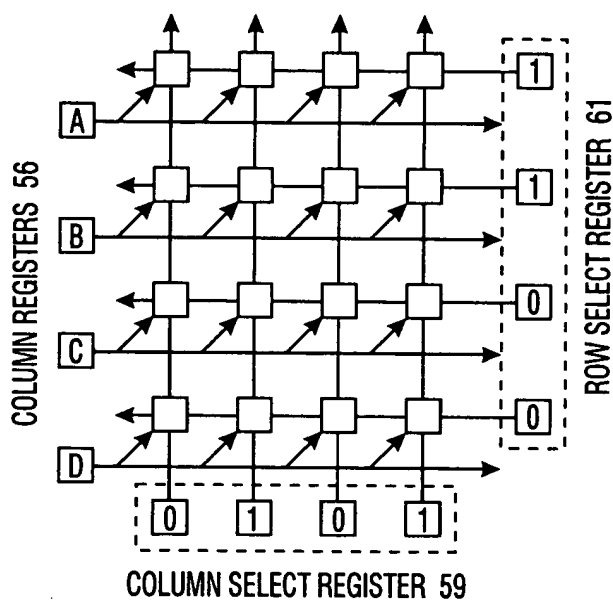 1
A
1
B
0
C
0
D
0 1 0 1
COLUMN REGISTERS 56
ROW SELECT REGISTER 61
COLUMN SELECT REGISTER 59